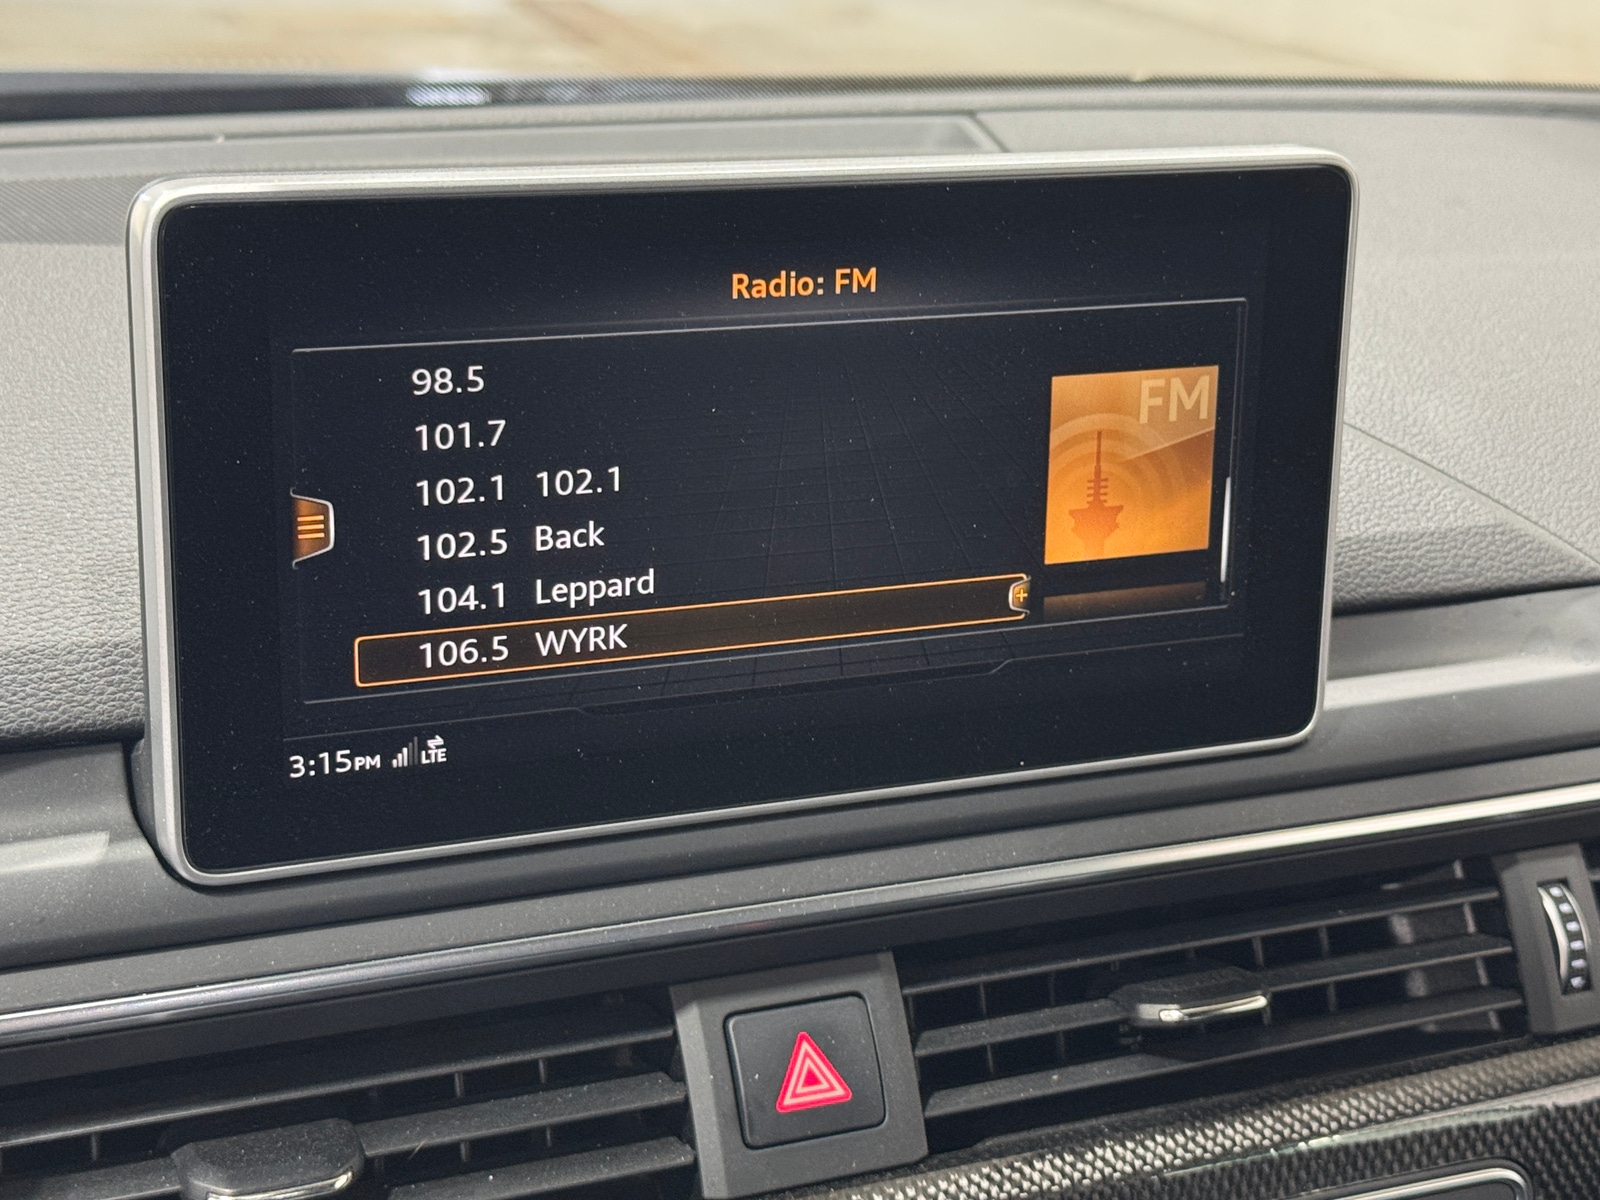 Radio: FM
98.5
FM
101.7
102.1 102.1
102.5 Back
104.1 Leppard
106.5 WYRK
3:15PM LTE